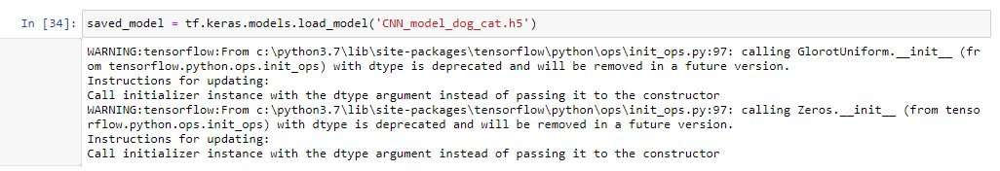 In [34]: saved_model = tf.keras.models.load_model('CNN_model_dog_cat.h5')
WARNING:tensorflow:From c:\python3.7\lib\site-packages\tensorflow\python\ops\init_ops.py:97: calling GlorotUniform.__init__ (fr
om tensorflow.python.ops.init_ops) with dtype is deprecated and will be removed in a future version.
Instructions for updating:
Call initializer instance with the dtype argument instead of passing it to the constructor
WARNING:tensorflow:From c:\python3.7\lib\site-packages\tensorflow\python\ops\init_ops.py:97: calling Zeros.__init__ (from tenso
rflow.python.ops.init_ops) with dtype is deprecated and will be removed in a future version.
Instructions for updating:
Call initializer instance with the dtype argument instead of passing it to the constructor